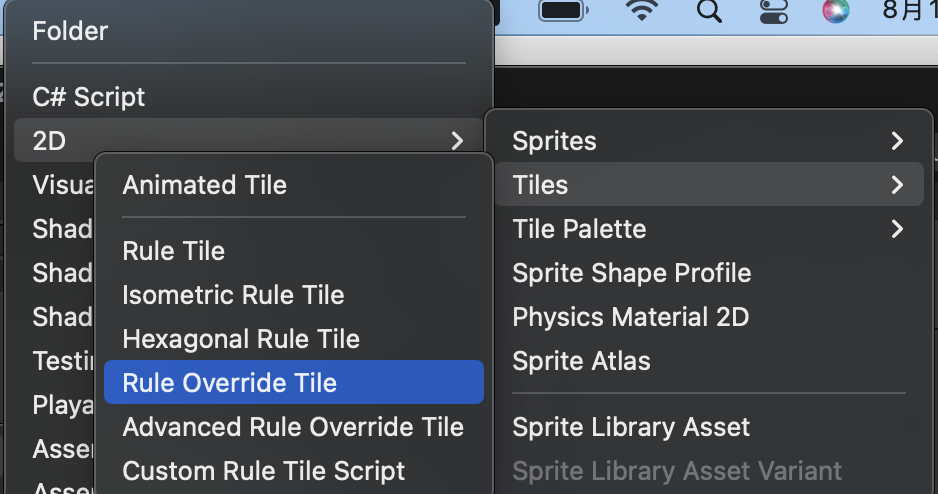 8月1
Folder
C# Script
2D
Visua
Shad
Shad
Shad
Testi
Playa
Asse
Asse
Animated Tile
Rule Tile
Isometric Rule Tile
Hexagonal Rule Tile
Rule Override Tile
Advanced Rule Override Tile
Custom Rule Tile Script
Sprites
Tiles
Tile Palette
Sprite Shape Profile
Physics Material 2D
Sprite Atlas
Sprite Library Asset
Sprite Library Asset Variant